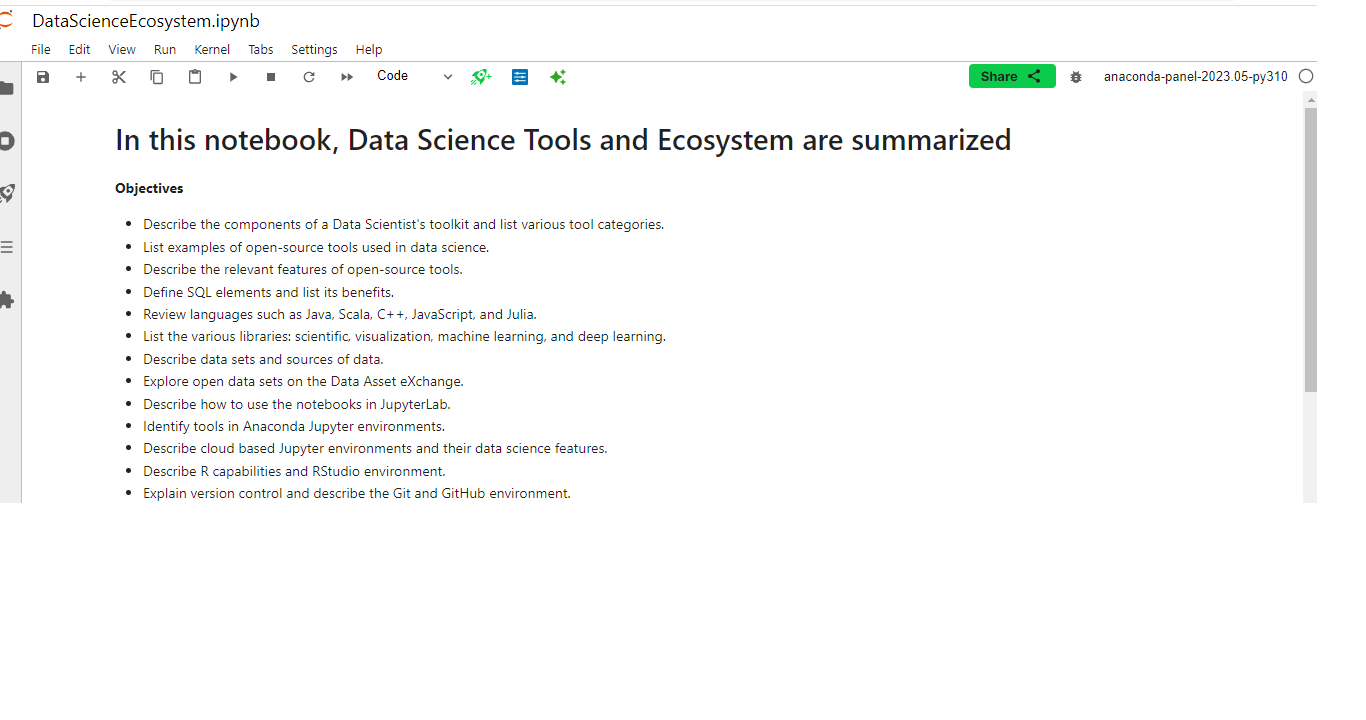 DataScienceEcosystem.ipynb
File Edit View Run Kernel Tabs Settings Help
Code Share anaconda-panel-2023.05-py310
In this notebook, Data Science Tools and Ecosystem are summarized
Objectives
• Describe the components of a Data Scientist's toolkit and list various tool categories.
• List examples of open-source tools used in data science.
• Describe the relevant features of open-source tools.
• Define SQL elements and list its benefits.
• Review languages such as Java, Scala, C++, JavaScript, and Julia.
• List the various libraries: scientific, visualization, machine learning, and deep learning.
• Describe data sets and sources of data.
• Explore open data sets on the Data Asset eXchange.
• Describe how to use the notebooks in JupyterLab.
• Identify tools in Anaconda Jupyter environments.
• Describe cloud based Jupyter environments and their data science features.
• Describe R capabilities and RStudio environment.
• Explain version control and describe the Git and GitHub environment.